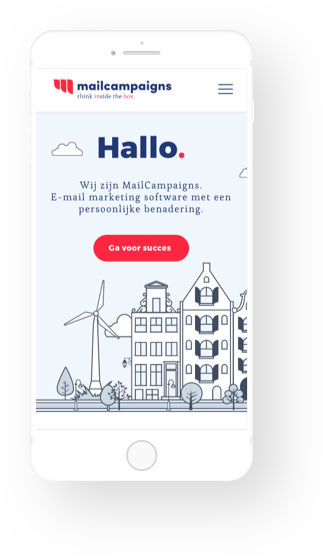 mailcampaigns
think inside the box.
Hallo.
Wij zijn MailCampaigns.
E-mail marketing software met een
persoonlijke benadering.
Ga voor succes